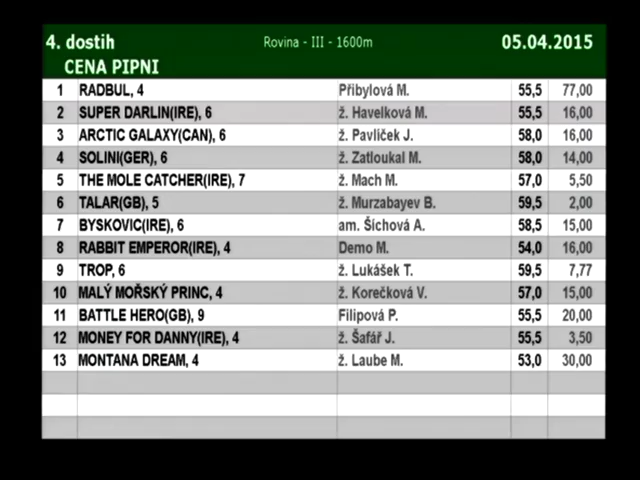 4. dostih Rovina - III - 1600m 05.04.2015
CENA PIPNI
1 RADBUL, 4 Přibylová M. 55,5 77,00
2 SUPER DARLIN(IRE), 6 ž. Havelková M. 55,5 16,00
3 ARCTIC GALAXY(CAN), 6 ž. Pavlíček J. 58,0 16,00
4 SOLINI(GER), 6 ž. Zatloukal M. 58,0 14,00
5 THE MOLE CATCHER(IRE), 7 ž. Mach M. 57,0 5,50
6 TALAR(GB), 5 ž. Murzabayev B. 59,5 2,00
7 BYSKOVIC(IRE), 6 am. Šíchová A. 58,5 15,00
8 RABBIT EMPEROR(IRE), 4 Demo M. 54,0 16,00
9 TROP, 6 ž. Lukášek T. 59,5 7,77
10 MALÝ MOŘSKÝ PRINC, 4 ž. Korečková V. 57,0 15,00
11 BATTLE HERO(GB), 9 Filipová P. 55,5 20,00
12 MONEY FOR DANNY(IRE), 4 ž. Šafář J. 55,5 3,50
13 MONTANA DREAM, 4 ž. Laube M. 53,0 30,00